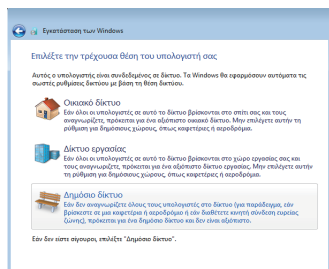 Εγκατάσταση των Windows
Επιλέξτε την τρέχουσα θέση του υπολογιστή σας
Αυτός ο υπολογιστής είναι συνδεδεμένος σε δίκτυο. Τα Windows θα εφαρμόσουν αυτόματα τις
σωστές ρυθμίσεις δικτύου με βάση τη θέση δικτύου.
Οικιακό δίκτυο
Εάν όλοι οι υπολογιστές σε αυτό το δίκτυο βρίσκονται στο σπίτι σας και τους
αναγνωρίζετε, πρόκειται για ένα αξιόπιστο οικιακό δίκτυο. Μην επιλέγετε αυτήν τη
ρύθμιση για δημόσιους χώρους, όπως καφετέριες ή αεροδρόμια.
Δίκτυο εργασίας
Εάν όλοι οι υπολογιστές σε αυτό το δίκτυο βρίσκονται στο χώρο εργασίας σας και
τους αναγνωρίζετε, πρόκειται για ένα αξιόπιστο δίκτυο εργασίας. Μην επιλέγετε αυτήν
τη ρύθμιση για δημόσιους χώρους, όπως καφετέριες ή αεροδρόμια.
Δημόσιο δίκτυο
Εάν δεν αναγνωρίζετε όλους τους υπολογιστές στο δίκτυο (για παράδειγμα, εάν
βρίσκεστε σε μια καφετέρια ή αεροδρόμιο ή εάν διαθέτετε κινητή σύνδεση ευρείας
ζώνης), πρόκειται για ένα δημόσιο δίκτυο και δεν είναι αξιόπιστο.
Εάν δεν είστε σίγουροι, επιλέξτε "Δημόσιο δίκτυο".